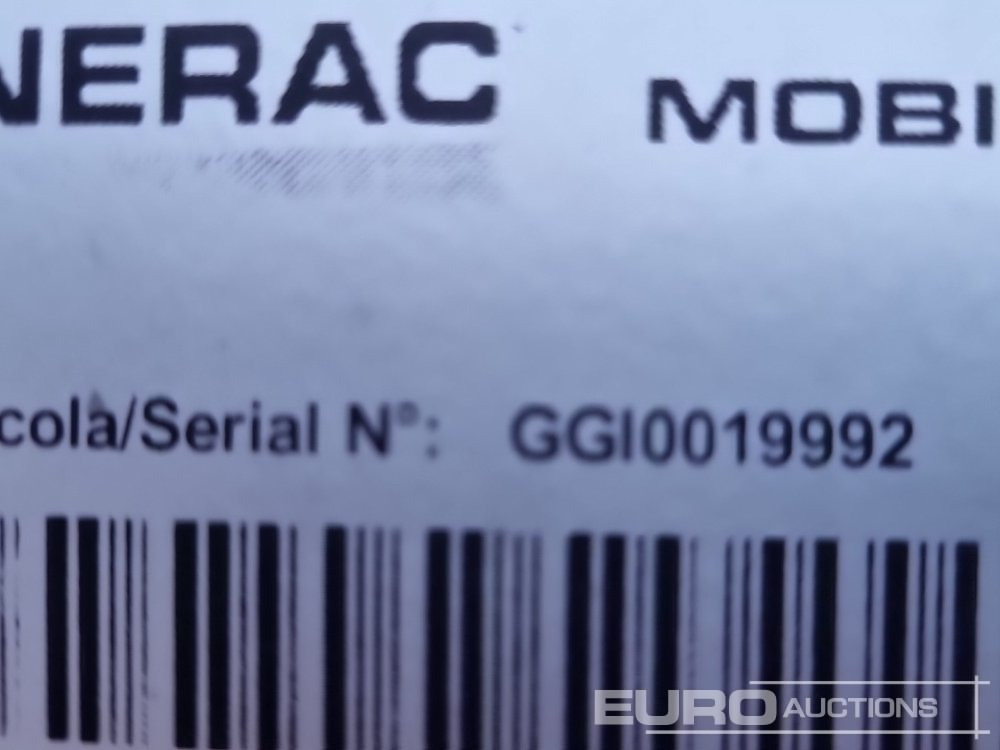 NERAC MOBI
cola/Serial N°: GGI0019992
EURO AUCTIONS